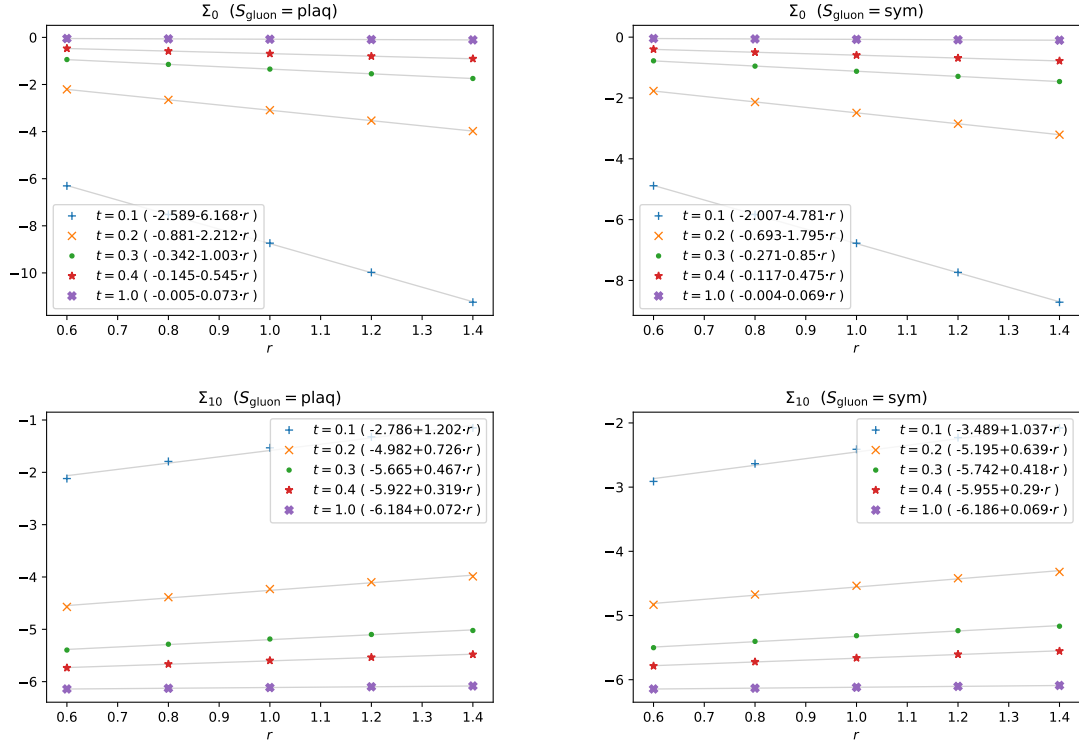 Σ₀ (S_gluon = plaq)
0
−2
−4
−6
−8
−10
t = 0.1 ( -2.589-6.168·r )
t = 0.2 ( -0.881-2.212·r )
t = 0.3 ( -0.342-1.003·r )
t = 0.4 ( -0.145-0.545·r )
t = 1.0 ( -0.005-0.073·r )
0.6 0.7 0.8 0.9 1.0 1.1 1.2 1.3 1.4
r
Σ₀ (S_gluon = sym)
0
−2
−4
−6
−8
t = 0.1 ( -2.007-4.781·r )
t = 0.2 ( -0.693-1.795·r )
t = 0.3 ( -0.271-0.85·r )
t = 0.4 ( -0.117-0.475·r )
t = 1.0 ( -0.004-0.069·r )
0.6 0.7 0.8 0.9 1.0 1.1 1.2 1.3 1.4
r
Σ₁₀ (S_gluon = plaq)
−1
−2
−3
−4
−5
−6
t = 0.1 ( -2.786+1.202·r )
t = 0.2 ( -4.982+0.726·r )
t = 0.3 ( -5.665+0.467·r )
t = 0.4 ( -5.922+0.319·r )
t = 1.0 ( -6.184+0.072·r )
0.6 0.7 0.8 0.9 1.0 1.1 1.2 1.3 1.4
r
Σ₁₀ (S_gluon = sym)
−2
−3
−4
−5
−6
t = 0.1 ( -3.489+1.037·r )
t = 0.2 ( -5.195+0.639·r )
t = 0.3 ( -5.742+0.418·r )
t = 0.4 ( -5.955+0.29·r )
t = 1.0 ( -6.186+0.069·r )
0.6 0.7 0.8 0.9 1.0 1.1 1.2 1.3 1.4
r